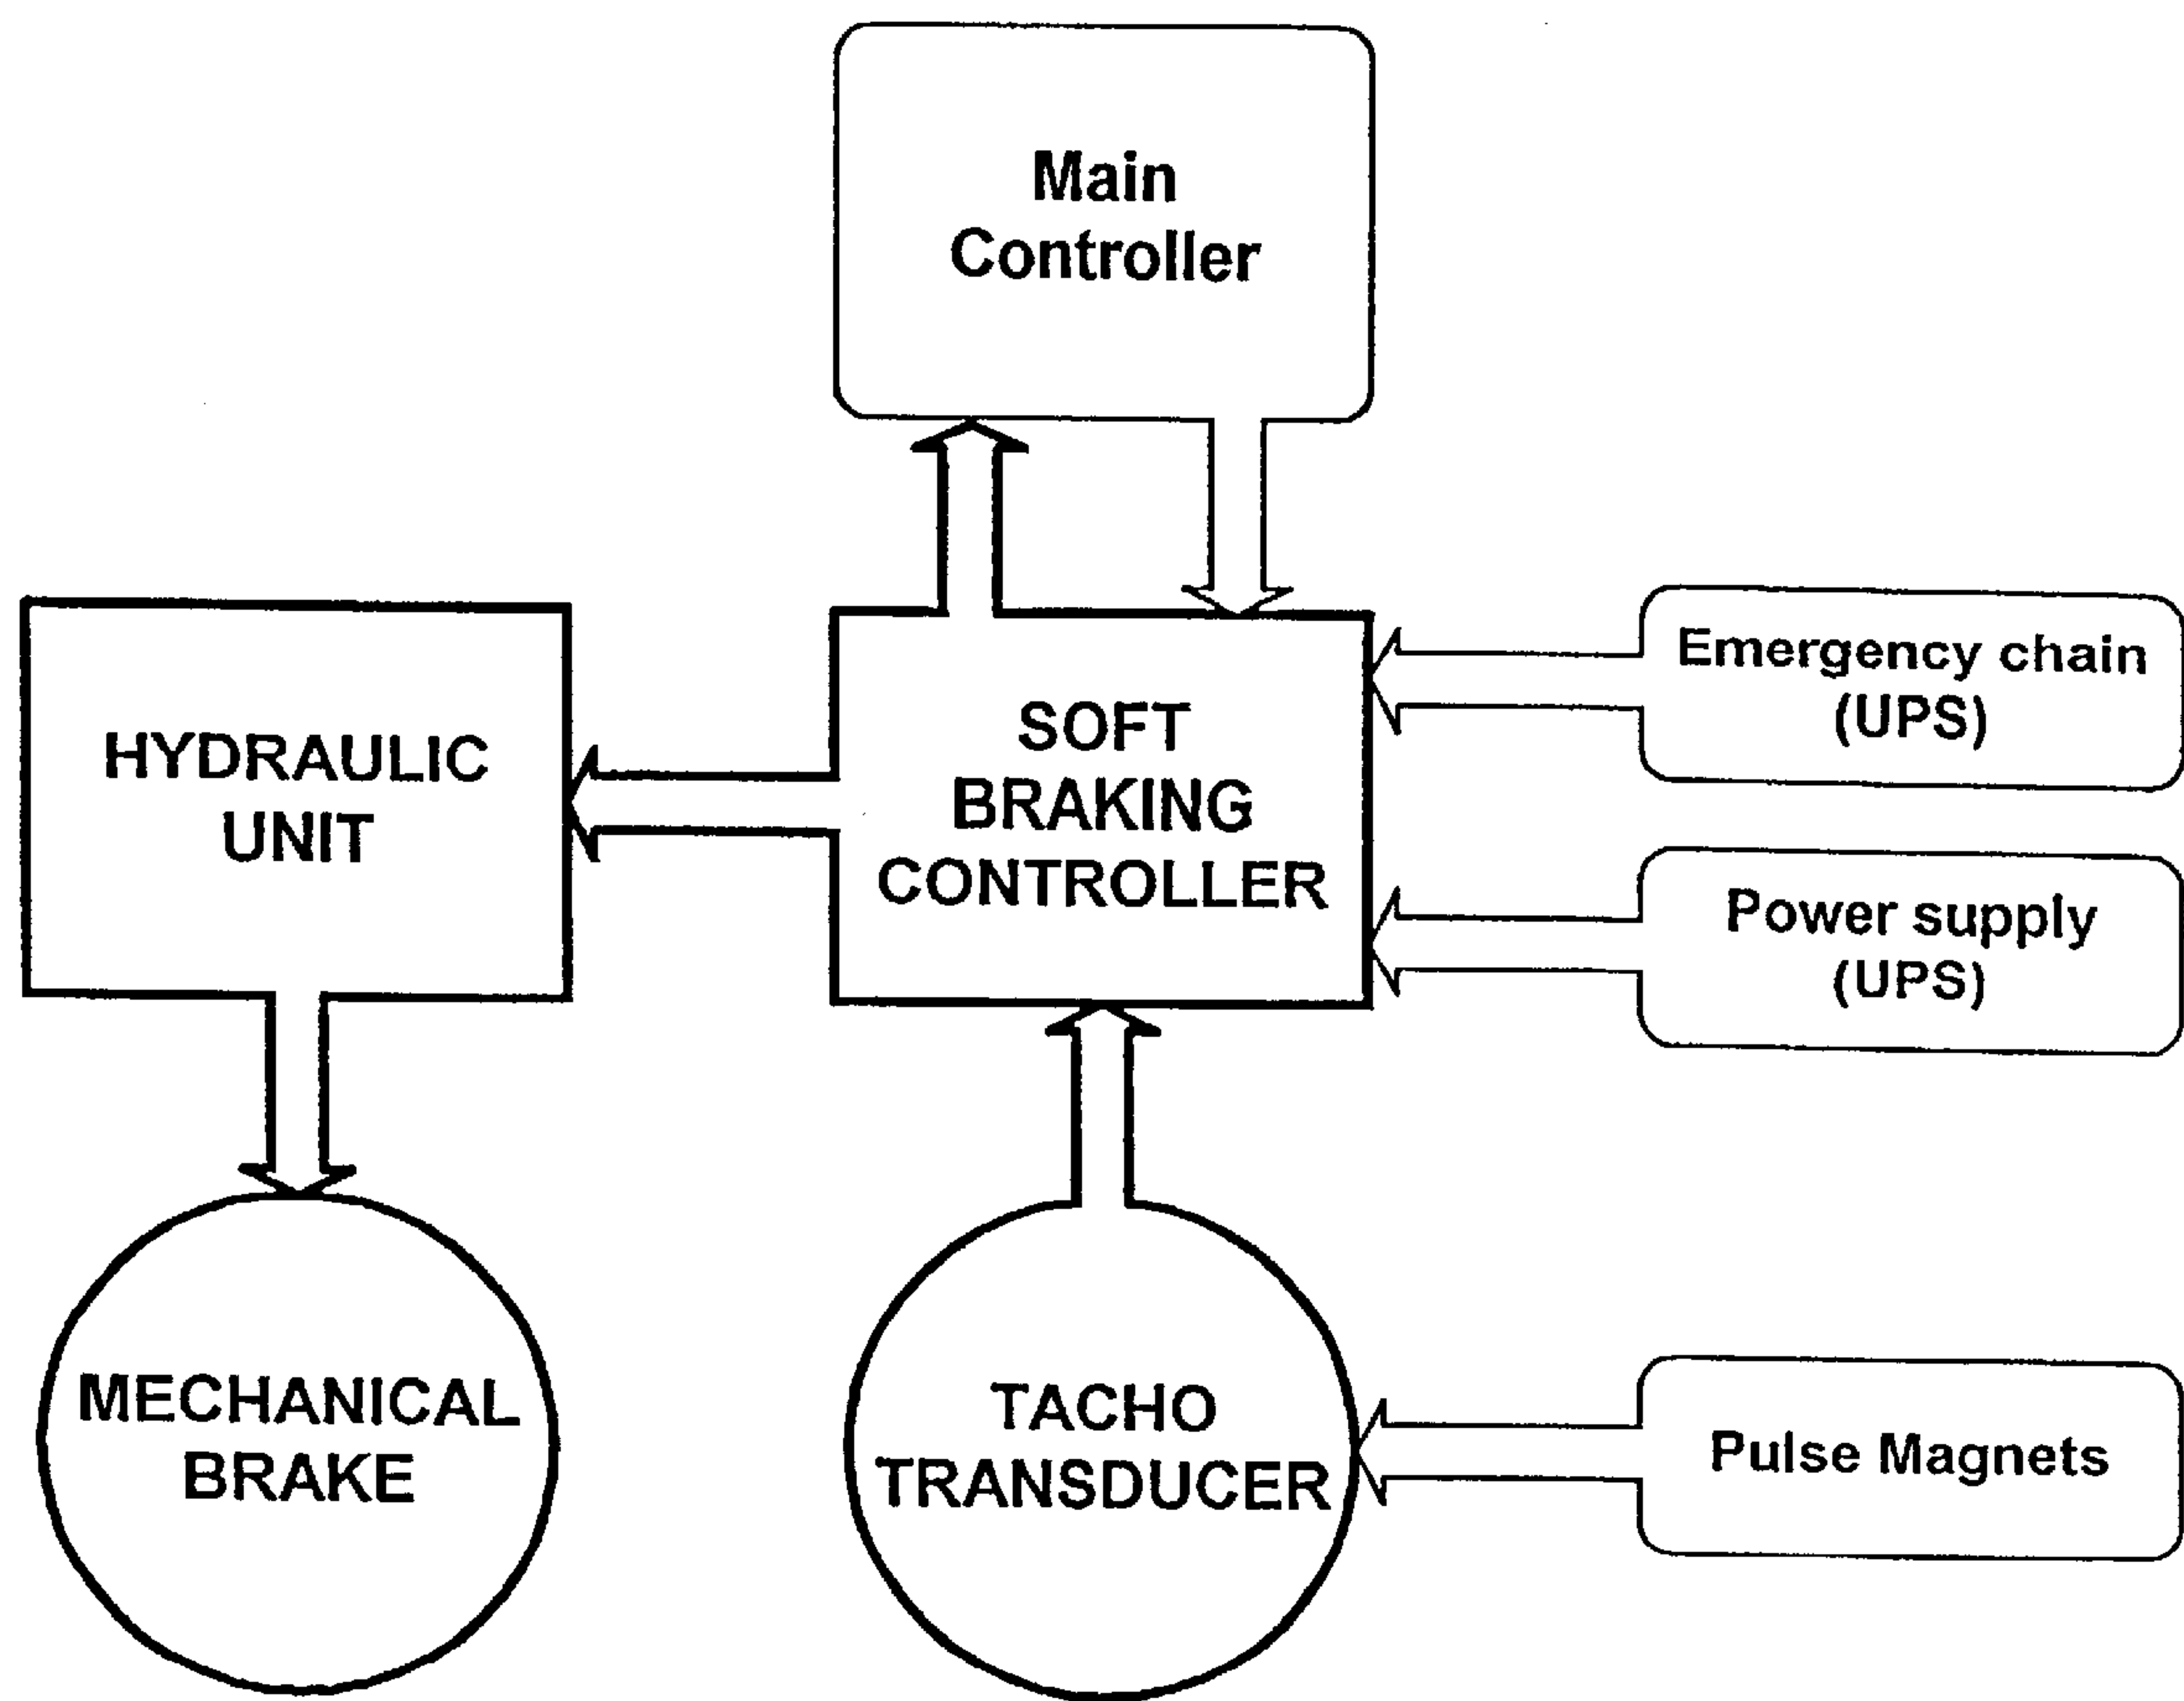 Main
Controller
HYDRAULIC
UNIT
SOFT
BRAKING
CONTROLLER
Emergency chain
(UPS)
Power supply
(UPS)
MECHANICAL
BRAKE
TACHO
TRANSDUCER
Pulse Magnets